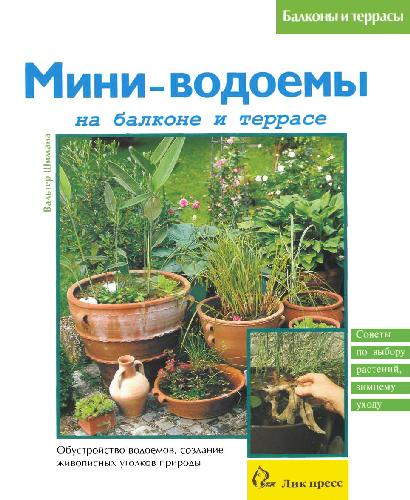 Балконы и террасы
Мини-водоемы
на балконе и террасе
Вальтер Шимана
Советы
по выбору
растений,
зимнему
уходу
Обустройство водоемов, создание
живописных уголков природы
Лик пресс